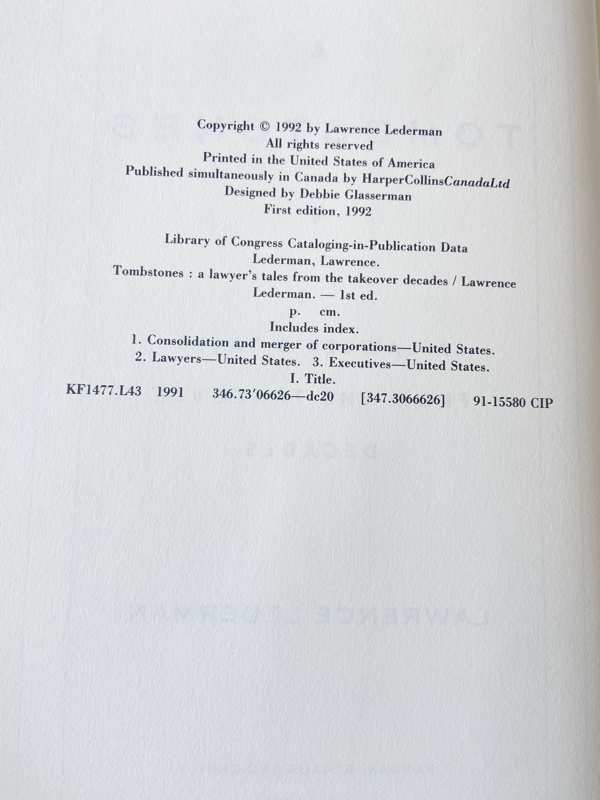 Copyright © 1992 by Lawrence Lederman
All rights reserved
Printed in the United States of America
Published simultaneously in Canada by HarperCollinsCanadaLtd
Designed by Debbie Glasserman
First edition, 1992
Library of Congress Cataloging-in-Publication Data
Lederman, Lawrence.
Tombstones : a lawyer's tales from the takeover decades / Lawrence
Lederman. — 1st ed.
p. cm.
Includes index.
1. Consolidation and merger of corporations—United States.
2. Lawyers—United States. 3. Executives—United States.
I. Title.
KF1477.L43 1991 346.73′06626—dc20 [347.3066626] 91-15580 CIP